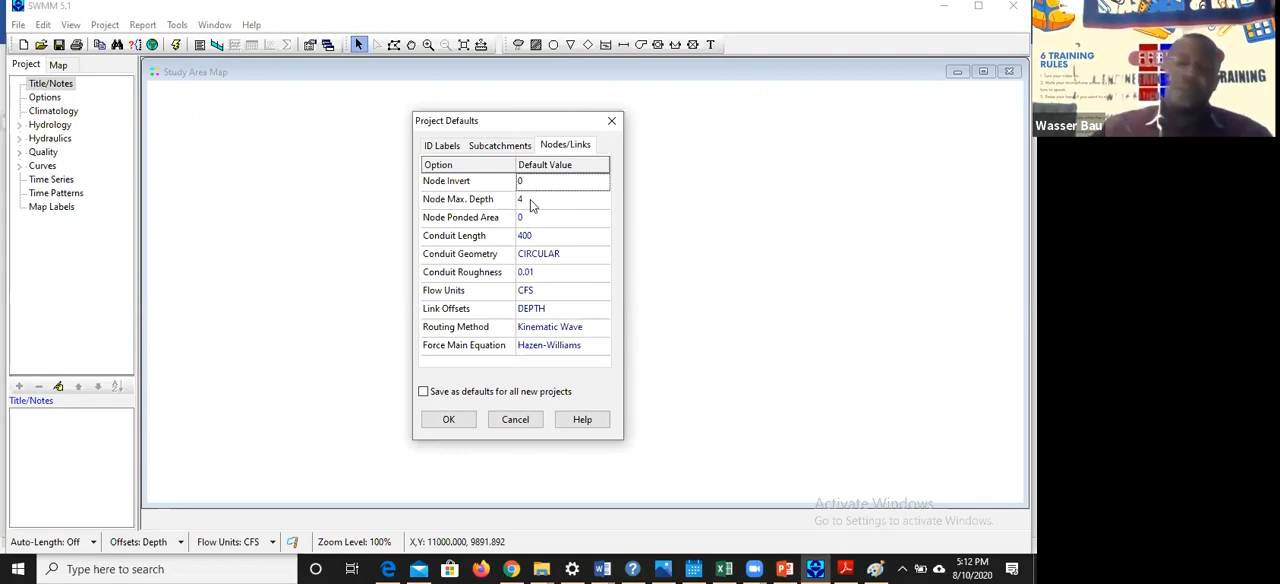 SWMM 5.1
File Edit View Project Report Tools Window Help
Project Map
Title/Notes
Options
Climatology
Hydrology
Hydraulics
Quality
Curves
Time Series
Time Patterns
Map Labels
Title/Notes
Study Area Map
Project Defaults
ID Labels Subcatchments Nodes/Links
Option Default Value
Node Invert 0
Node Max. Depth 4
Node Ponded Area 0
Conduit Length 400
Conduit Geometry CIRCULAR
Conduit Roughness 0.01
Flow Units CFS
Link Offsets DEPTH
Routing Method Kinematic Wave
Force Main Equation Hazen-Williams
Save as defaults for all new projects
OK Cancel Help
6 TRAINING
RULES
TRAINING
Wasser Bau
Activate Windows
Go to Settings to activate Windows.
Auto-Length: Off Offsets: Depth Flow Units: CFS Zoom Level: 100% X,Y: 11000.000, 9891.892
Type here to search
5:12 PM
8/10/2020